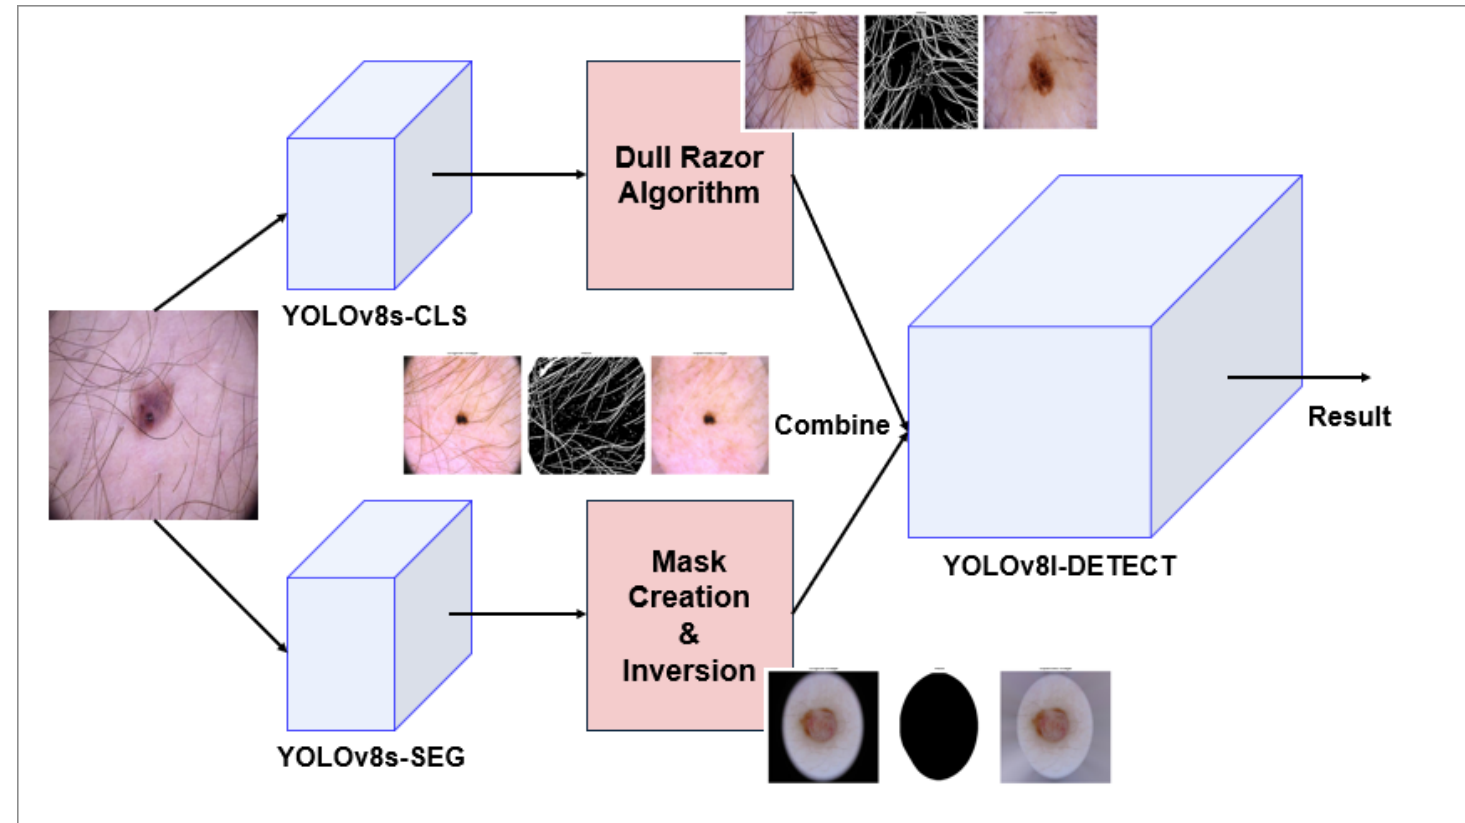 Dull Razor
Algorithm
YOLOv8s-CLS
Combine
Result
YOLOv8l-DETECT
Mask
Creation
&
Inversion
YOLOv8s-SEG